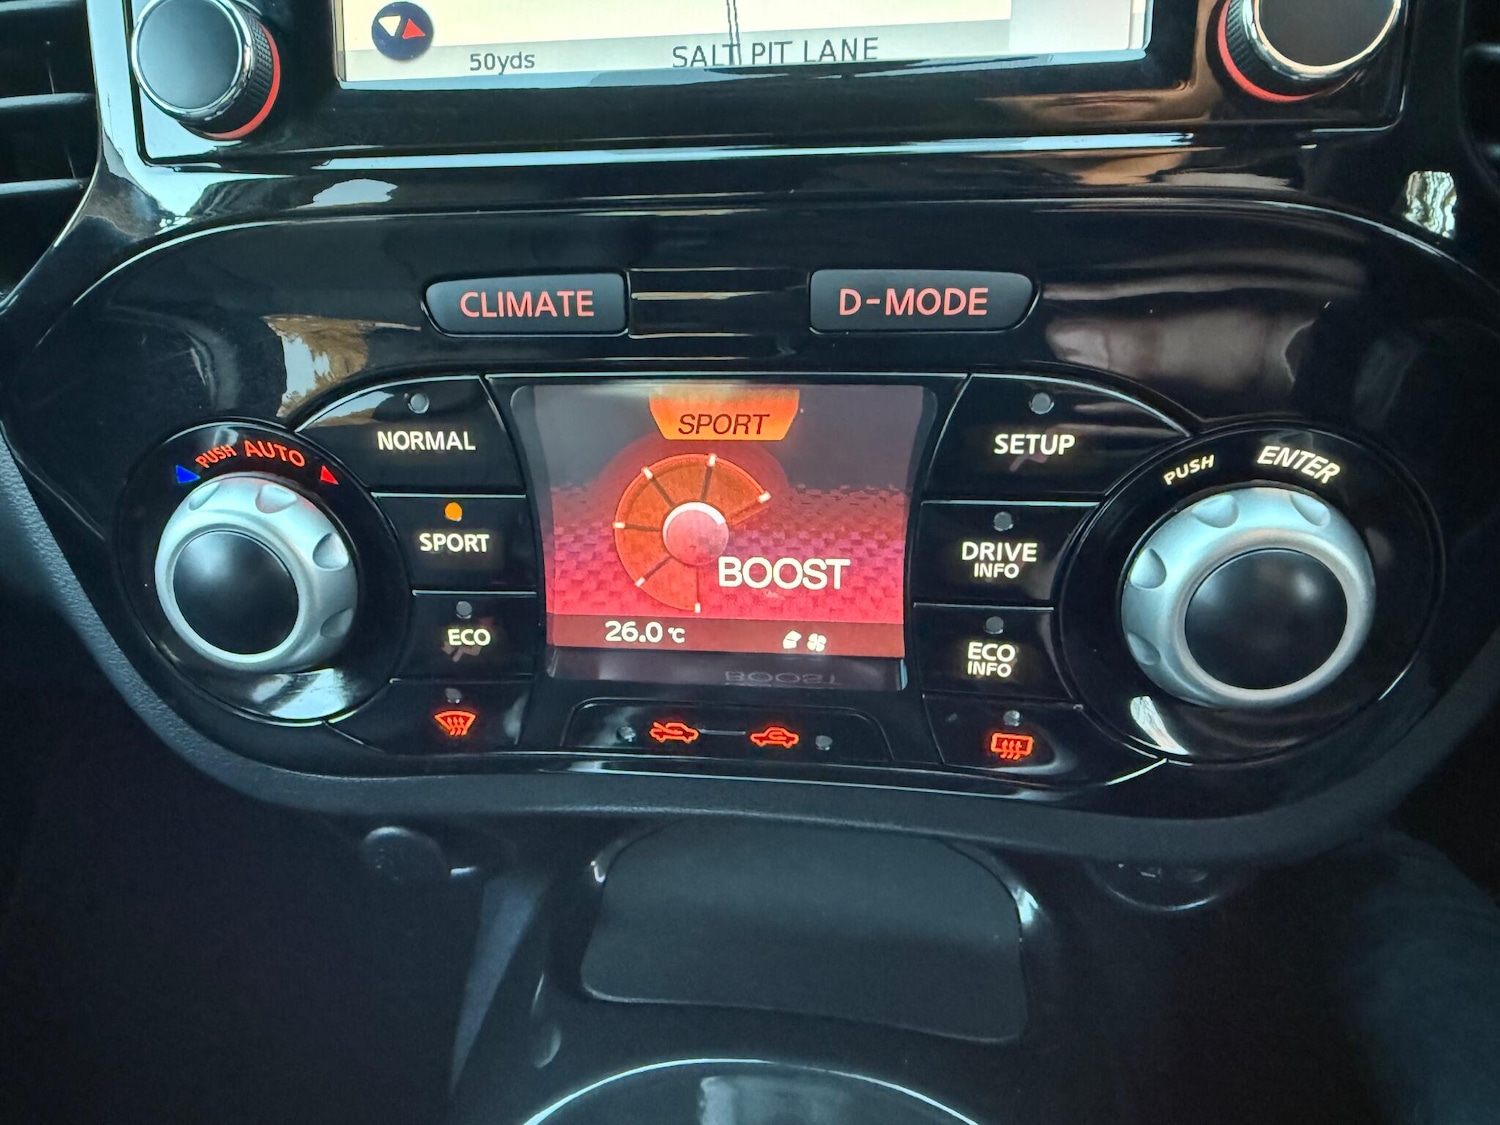 50yds
SALT PIT LANE
CLIMATE
D-MODE
PUSH AUTO
NORMAL
SPORT
ECO
SPORT
BOOST
26.0 °C
SETUP
DRIVE
INFO
ECO
INFO
PUSH ENTER
BOOST